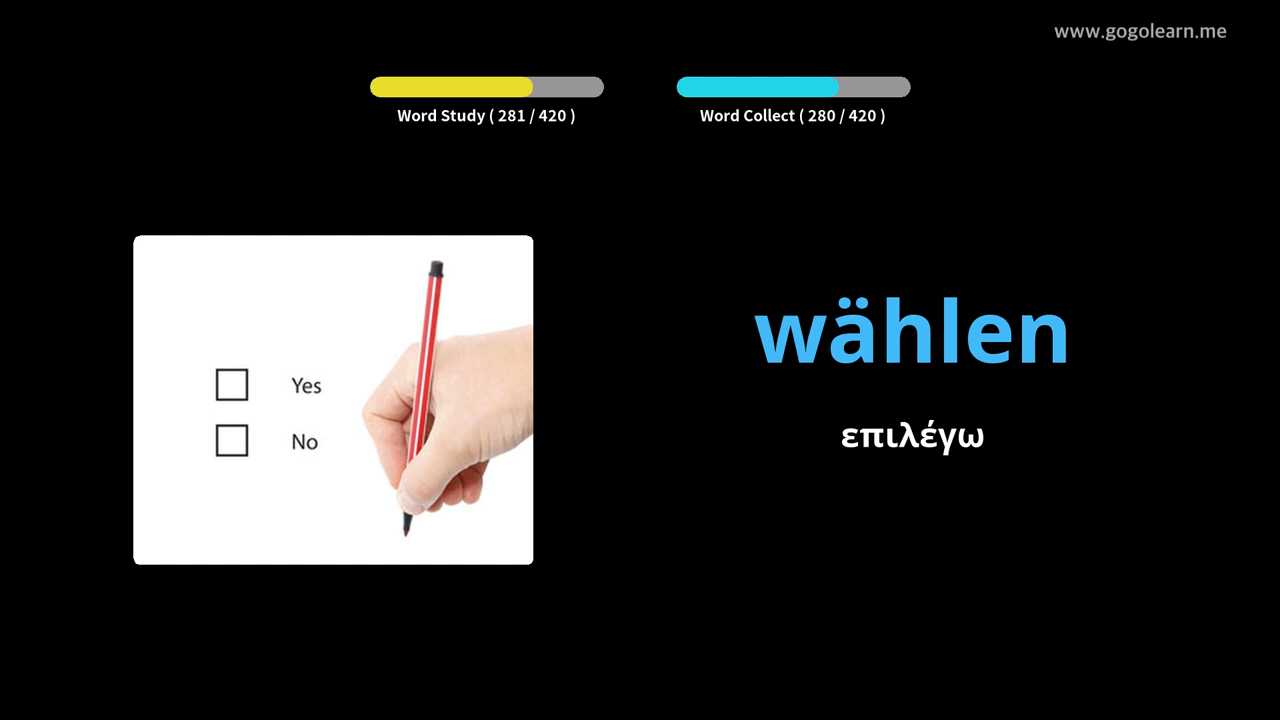 www.gogolearn.me
Word Study ( 281 / 420 )
Word Collect ( 280 / 420 )
Yes
No
wählen
επιλέγω